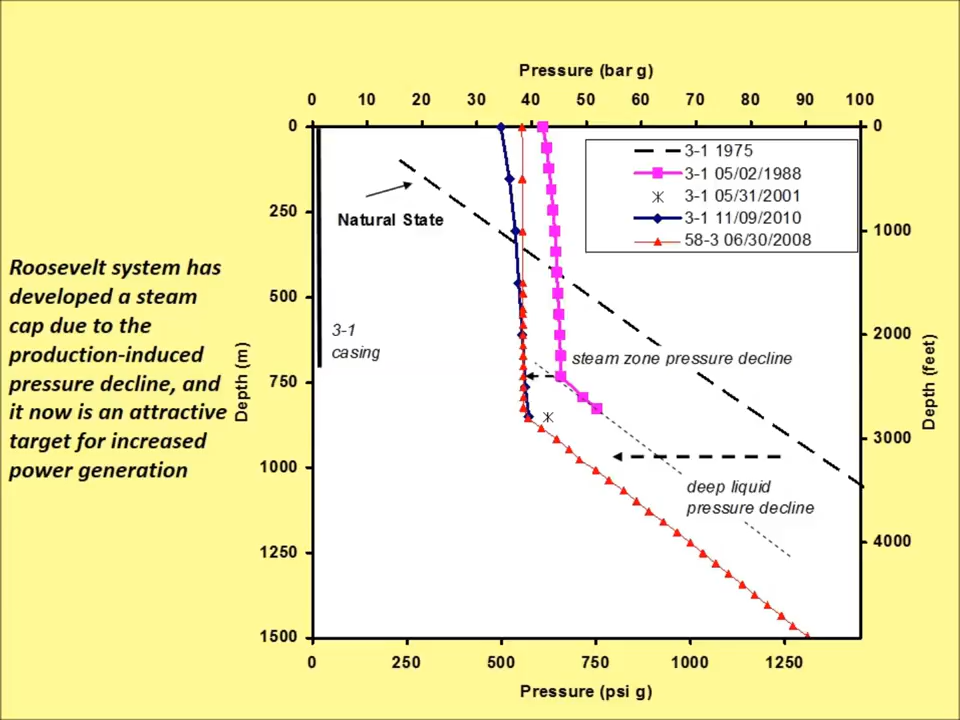 Pressure (bar g)
0 10 20 30 40 50 60 70 80 90 100
0
250
500
750
1000
1250
1500
Depth (m)
0
1000
2000
3000
4000
Depth (feet)
3-1 1975
3-1 05/02/1988
3-1 05/31/2001
3-1 11/09/2010
58-3 06/30/2008
Natural State
Roosevelt system has
developed a steam
cap due to the
production-induced
pressure decline, and
it now is an attractive
target for increased
power generation
3-1
casing
steam zone pressure decline
deep liquid
pressure decline
0 250 500 750 1000 1250
Pressure (psi g)